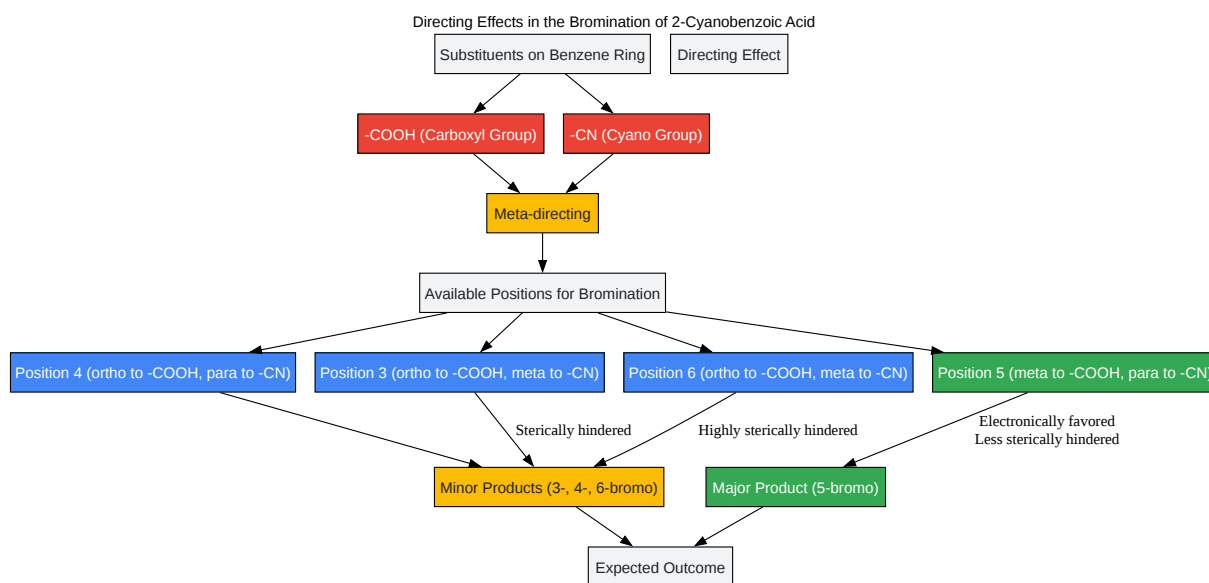 Directing Effects in the Bromination of 2-Cyanobenzoic Acid
Substituents on Benzene Ring
Directing Effect
-COOH (Carboxyl Group)
-CN (Cyano Group)
Meta-directing
Available Positions for Bromination
Position 4 (ortho to -COOH, para to -CN)
Position 3 (ortho to -COOH, meta to -CN)
Position 6 (ortho to -COOH, meta to -CN)
Position 5 (meta to -COOH, para to -CN)
Sterically hindered
Highly sterically hindered
Electronically favored
Less sterically hindered
Minor Products (3-, 4-, 6-bromo)
Major Product (5-bromo)
Expected Outcome